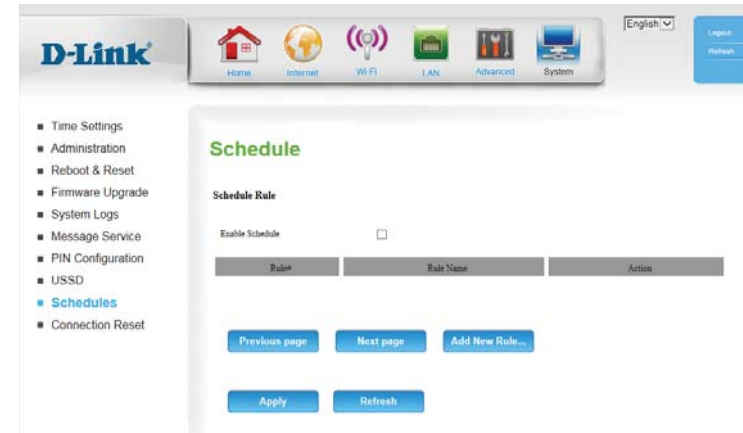 D-Link
Home Internet Wi-Fi LAN Advanced System
English
Logout
Refresh
Time Settings
Administration
Reboot & Reset
Firmware Upgrade
System Logs
Message Service
PIN Configuration
USSD
Schedules
Connection Reset
Schedule
Schedule Rule
Enable Schedule
Rule# Rule Name Action
Previous page Next page Add New Rule...
Apply Refresh